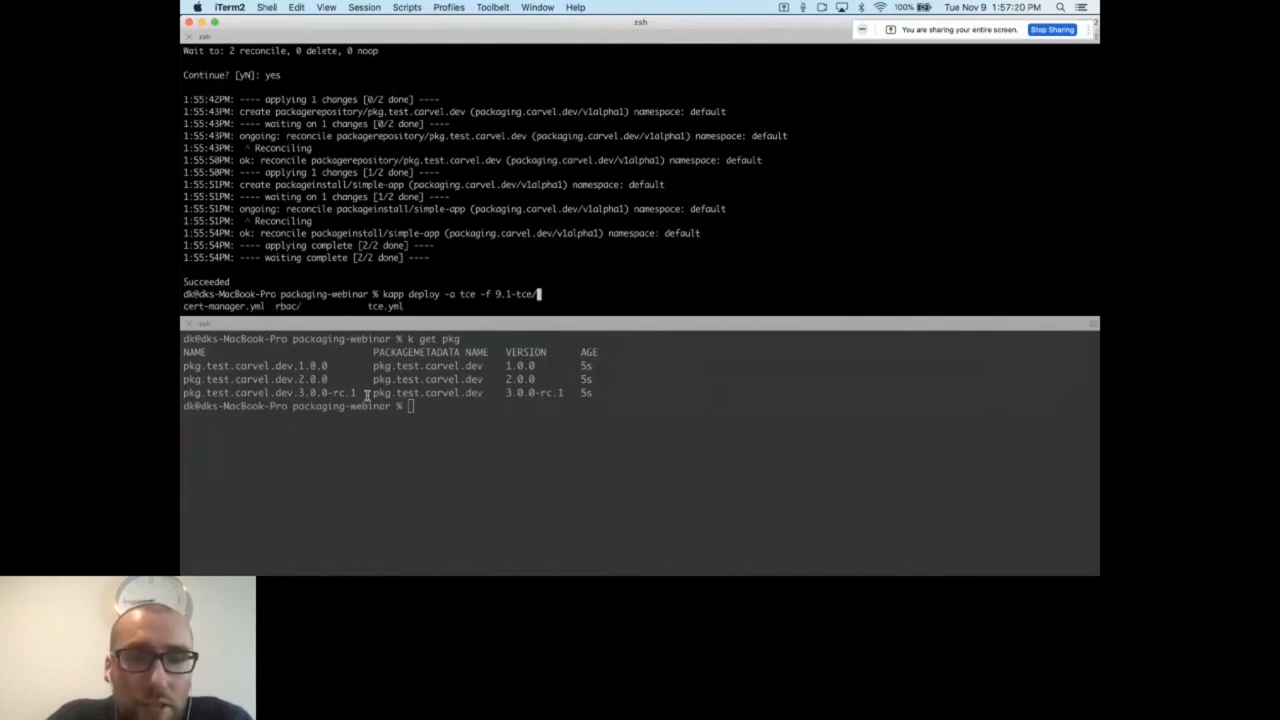 iTerm2 Shell Edit View Session Scripts Profiles Toolbelt Window Help 100% Tue Nov 9 1:57:20 PM
zsh
zsh
You are sharing your entire screen. Stop Sharing
Wait to: 2 reconcile, 0 delete, 0 noop
Continue? [yN]: yes
1:55:42PM: ---- applying 1 changes [0/2 done] ----
1:55:43PM: create packagerepository/pkg.test.carvel.dev (packaging.carvel.dev/v1alpha1) namespace: default
1:55:43PM: ---- waiting on 1 changes [0/2 done] ----
1:55:43PM: ongoing: reconcile packagerepository/pkg.test.carvel.dev (packaging.carvel.dev/v1alpha1) namespace: default
1:55:43PM: ^ Reconciling
1:55:50PM: ok: reconcile packagerepository/pkg.test.carvel.dev (packaging.carvel.dev/v1alpha1) namespace: default
1:55:50PM: ---- applying 1 changes [1/2 done] ----
1:55:51PM: create packageinstall/simple-app (packaging.carvel.dev/v1alpha1) namespace: default
1:55:51PM: ---- waiting on 1 changes [1/2 done] ----
1:55:51PM: ongoing: reconcile packageinstall/simple-app (packaging.carvel.dev/v1alpha1) namespace: default
1:55:51PM: ^ Reconciling
1:55:54PM: ok: reconcile packageinstall/simple-app (packaging.carvel.dev/v1alpha1) namespace: default
1:55:54PM: ---- applying complete [2/2 done] ----
1:55:54PM: ---- waiting complete [2/2 done] ----
Succeeded
dk@dks-MacBook-Pro packaging-webinar % kapp deploy -a tce -f 9.1-tce/
cert-manager.yml rbac/ tce.yml
zsh
dk@dks-MacBook-Pro packaging-webinar % k get pkg
NAME PACKAGEMETADATA NAME VERSION AGE
pkg.test.carvel.dev.1.0.0 pkg.test.carvel.dev 1.0.0 5s
pkg.test.carvel.dev.2.0.0 pkg.test.carvel.dev 2.0.0 5s
pkg.test.carvel.dev.3.0.0-rc.1 pkg.test.carvel.dev 3.0.0-rc.1 5s
dk@dks-MacBook-Pro packaging-webinar %